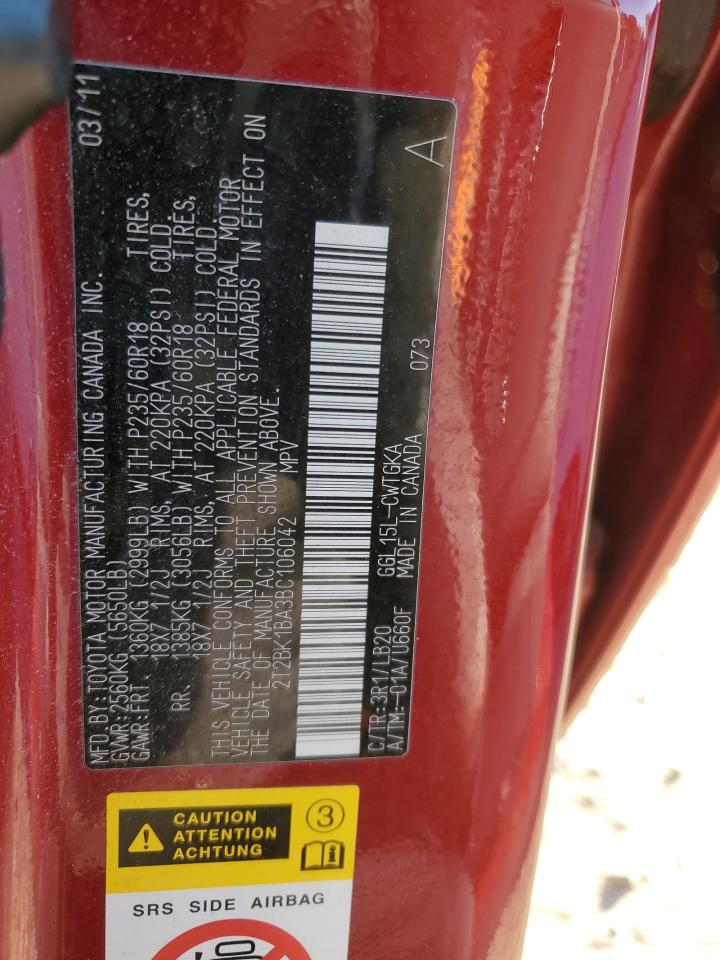 MFD.BY:TOYOTA MOTOR MANUFACTURING CANADA INC. 03/11
GVWR:2560KG (5650LB)
GAWR:FRT. 1360KG (2999LB) WITH P235/60R18 TIRES,
18X7 1/2J RIMS, AT 220KPA (32PSI) COLD
RR. 1385KG (3056LB) WITH P235/60R18 TIRES,
18X7 1/2J RIMS, AT 220KPA (32PSI) COLD.
THIS VEHICLE CONFORMS TO ALL APPLICABLE FEDERAL MOTOR
VEHICLE SAFETY AND THEFT PREVENTION STANDARDS IN EFFECT ON
THE DATE OF MANUFACTURE SHOWN ABOVE.
2T2BK1BA3BC106042 MPV
A
C/TR:3R1/LB20 GGL15L-CWTGKA
A/TM:-01A/U660F MADE IN CANADA 073
CAUTION
ATTENTION
ACHTUNG
3
i
SRS SIDE AIRBAG